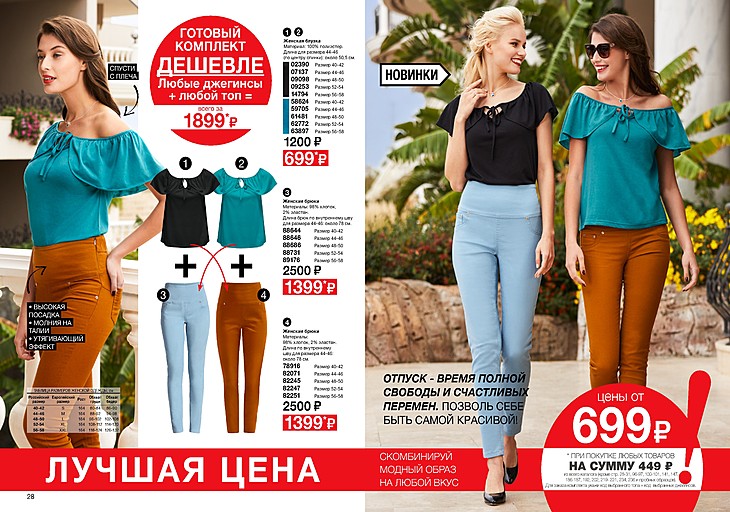 СПУСТИ
С ПЛЕЧА
ГОТОВЫЙ
КОМПЛЕКТ
ДЕШЕВЛЕ
Любые джегинсы
+ любой топ =
всего за
1899*₽
1
2
+
+
3
4
• ВЫСОКАЯ
ПОСАДКА
• МОЛНИЯ НА
ТАЛИИ
• УТЯГИВАЮЩИЙ
ЭФФЕКТ
1 2
Женская блузка
Материал: 100% полиэстер.
Длина для размера 44-46
(по центру спинки): около 50,5 см.
02390 Размер 40-42
07137 Размер 44-46
09098 Размер 48-50
09253 Размер 52-54
14794 Размер 56-58
58624 Размер 40-42
59705 Размер 44-46
61481 Размер 48-50
62772 Размер 52-54
63897 Размер 56-58
1200 ₽
699*₽
3
Женская брюки
Материалы: 98% хлопок,
2% эластан.
Длина брюк по внутреннему шву
для размера 44-46: около 78 см.
88644 Размер 40-42
88646 Размер 44-46
88686 Размер 48-50
88731 Размер 52-54
89176 Размер 56-58
2500 ₽
1399*₽
4
Женская брюки
Материалы:
98% хлопок, 2% эластан.
Длина по внутреннему
шву для размера 44-46:
около 78 см.
78916 Размер 40-42
82071 Размер 44-46
82245 Размер 48-50
82247 Размер 52-54
82251 Размер 56-58
2500 ₽
1399*₽
ЛУЧШАЯ ЦЕНА
28
НОВИНКИ
ОТПУСК - ВРЕМЯ ПОЛНОЙ
СВОБОДЫ И СЧАСТЛИВЫХ
ПЕРЕМЕН. ПОЗВОЛЬ СЕБЕ
БЫТЬ САМОЙ КРАСИВОЙ!
СКОМБИНИРУЙ
МОДНЫЙ ОБРАЗ
НА ЛЮБОЙ ВКУС
ЦЕНЫ ОТ
699₽
!
* ПРИ ПОКУПКЕ ЛЮБЫХ ТОВАРОВ
НА СУММУ 449 ₽